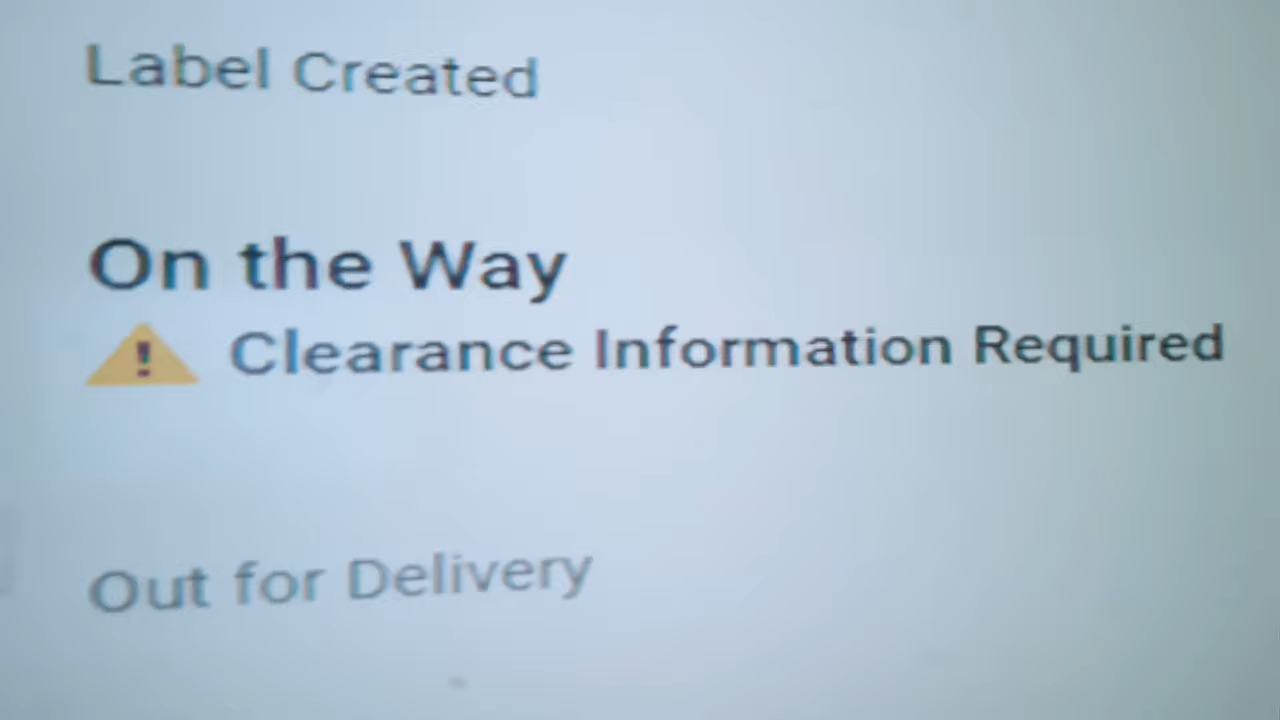 Label Created
On the Way
Clearance Information Required
Out for Delivery